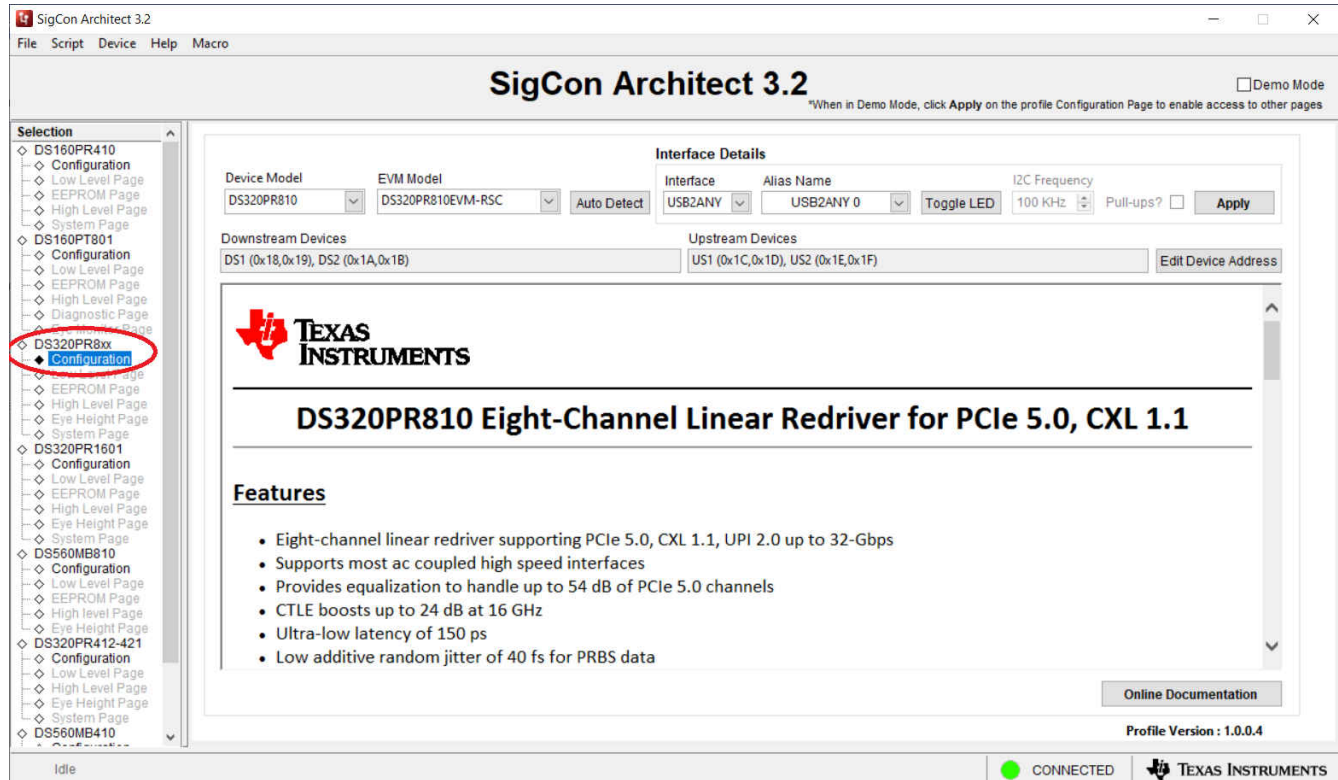 SigCon Architect 3.2
File Script Device Help Macro
SigCon Architect 3.2
Demo Mode
*When in Demo Mode, click Apply on the profile Configuration Page to enable access to other pages
Selection
DS160PR410
Configuration
Low Level Page
EEPROM Page
High Level Page
System Page
DS160PT801
Configuration
Low Level Page
EEPROM Page
High Level Page
Diagnostic Page
Eye Monitor Page
DS320PR8xx
Configuration
Low Level Page
EEPROM Page
High Level Page
Eye Height Page
System Page
DS320PR1601
Configuration
Low Level Page
EEPROM Page
High Level Page
Eye Height Page
System Page
DS560MB810
Configuration
Low Level Page
EEPROM Page
High level Page
Eye Height Page
DS320PR412-421
Configuration
Low Level Page
High Level Page
Eye Height Page
System Page
DS560MB410
Configuration
Interface Details
Device Model EVM Model Interface Alias Name I2C Frequency
DS320PR810 DS320PR810EVM-RSC Auto Detect USB2ANY USB2ANY 0 Toggle LED 100 KHz Pull-ups? Apply
Downstream Devices Upstream Devices
DS1 (0x18,0x19), DS2 (0x1A,0x1B) US1 (0x1C,0x1D), US2 (0x1E,0x1F) Edit Device Address
TEXAS
INSTRUMENTS
DS320PR810 Eight-Channel Linear Redriver for PCIe 5.0, CXL 1.1
Features
• Eight-channel linear redriver supporting PCIe 5.0, CXL 1.1, UPI 2.0 up to 32-Gbps
• Supports most ac coupled high speed interfaces
• Provides equalization to handle up to 54 dB of PCIe 5.0 channels
• CTLE boosts up to 24 dB at 16 GHz
• Ultra-low latency of 150 ps
• Low additive random jitter of 40 fs for PRBS data
Online Documentation
Profile Version : 1.0.0.4
Idle CONNECTED TEXAS INSTRUMENTS